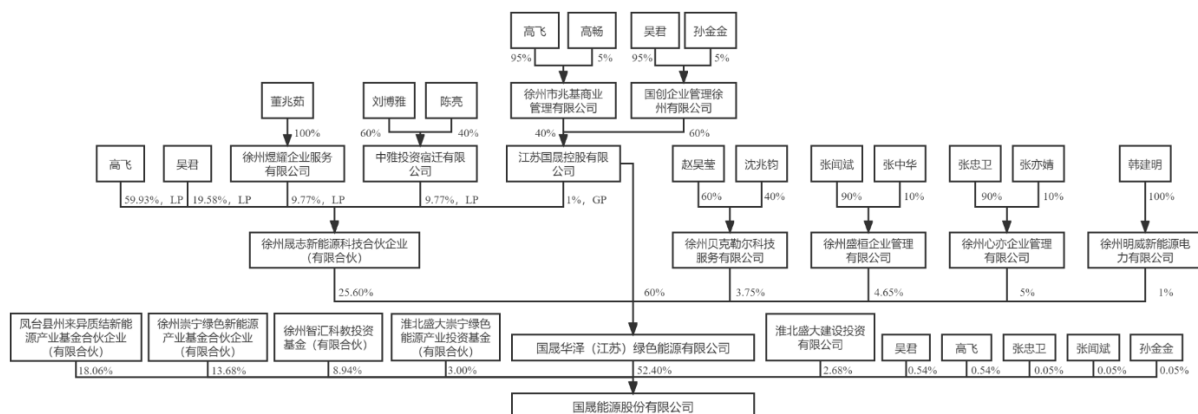 高飞
高畅
吴君
孙金金
95%
5%
95%
5%
董兆茹
刘博雅
陈亮
徐州市兆基商业
管理有限公司
国创企业管理徐
州有限公司
100%
60%
40%
40%
60%
高飞
吴君
徐州煜耀企业服务
有限公司
中雅投资宿迁有限
公司
江苏国晟控股有限
公司
赵昊莹
沈兆钧
张闻斌
张中华
张忠卫
张亦婧
韩建明
59.93%, LP
19.58%, LP
9.77%, LP
9.77%, LP
1%, GP
60%
40%
90%
10%
90%
10%
100%
徐州晟志新能源科技合伙企业
（有限合伙）
徐州贝克勒尔科技
服务有限公司
徐州盛桓企业管理
有限公司
徐州心亦企业管理
有限公司
徐州明威新能源电
力有限公司
25.60%
60%
3.75%
4.65%
5%
1%
凤台县州来异质结新能
源产业基金合伙企业
（有限合伙）
徐州崇宁绿色新能源
产业基金合伙企业
（有限合伙）
徐州智汇科教投资
基金（有限合伙）
淮北盛大崇宁绿色
能源产业投资基金
（有限合伙）
国晟华泽（江苏）绿色能源有限公司
淮北盛大建设投资
有限公司
吴君
高飞
张忠卫
张闻斌
孙金金
18.06%
13.68%
8.94%
3.00%
52.40%
2.68%
0.54%
0.54%
0.05%
0.05%
0.05%
国晟能源股份有限公司